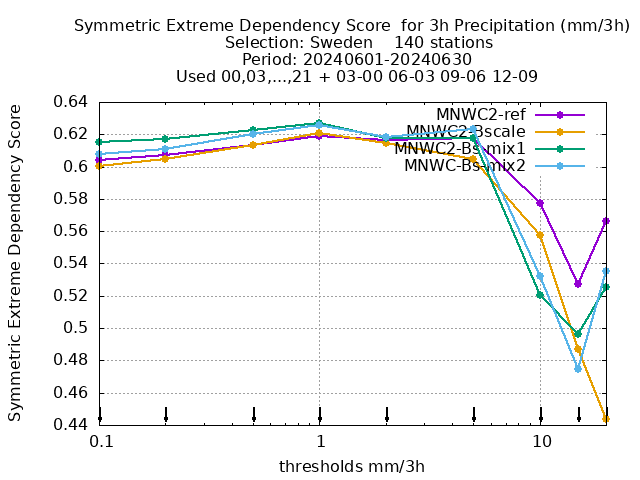 Symmetric Extreme Dependency Score  for 3h Precipitation (mm/3h)
Selection: Sweden    140 stations
Period: 20240601-20240630
Used 00,03,...,21 + 03-00 06-03 09-06 12-09
Symmetric Extreme Dependency Score
0.64
0.62
0.6
0.58
0.56
0.54
0.52
0.5
0.48
0.46
0.44
MNWC2-ref
MNWC2-Bscale
MNWC2-Bs-mix1
MNWC-Bs-mix2
0.1
1
10
thresholds mm/3h